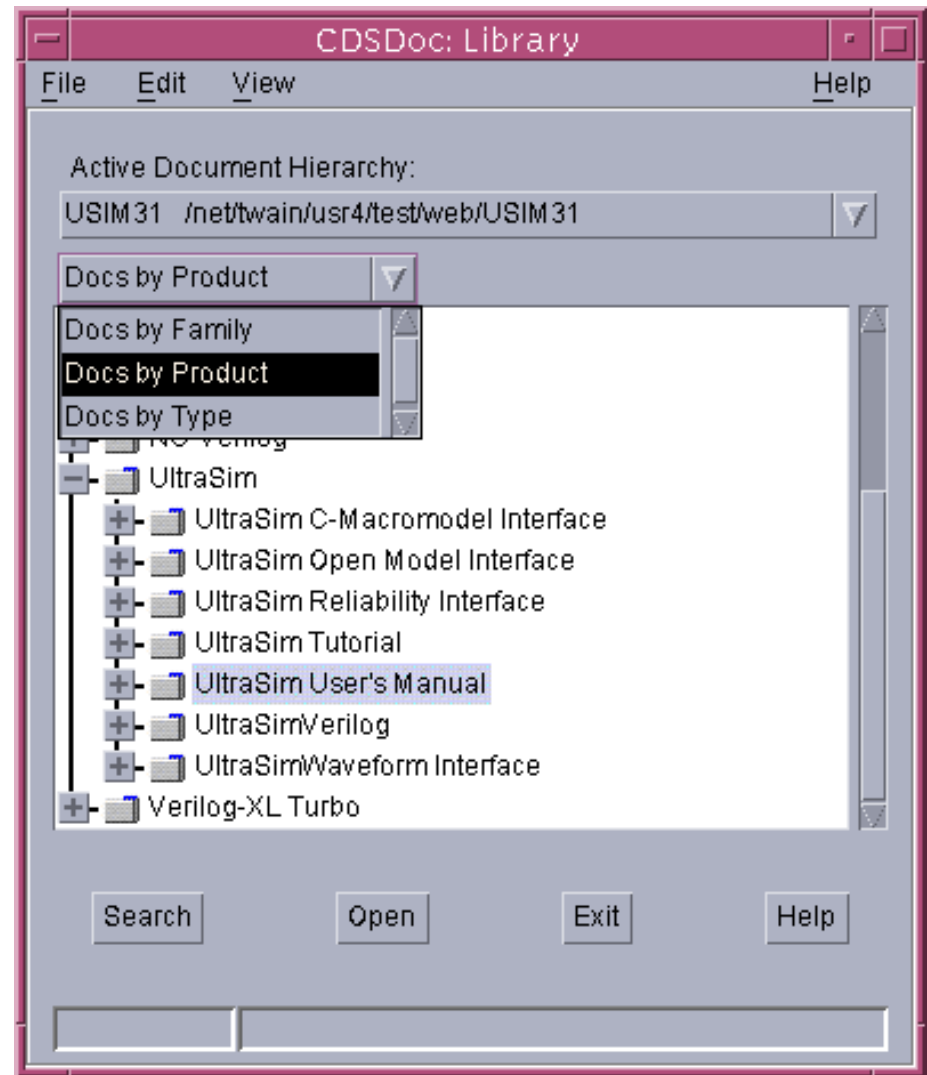 CDSDoc: Library
File Edit View Help
Active Document Hierarchy:
USIM31 /net/twain/usr4/test/web/USIM31
Docs by Product
Docs by Family
Docs by Product
Docs by Type
NC-Verilog
UltraSim
UltraSim C-Macromodel Interface
UltraSim Open Model Interface
UltraSim Reliability Interface
UltraSim Tutorial
UltraSim User's Manual
UltraSimVerilog
UltraSimWaveform Interface
Verilog-XL Turbo
Search Open Exit Help